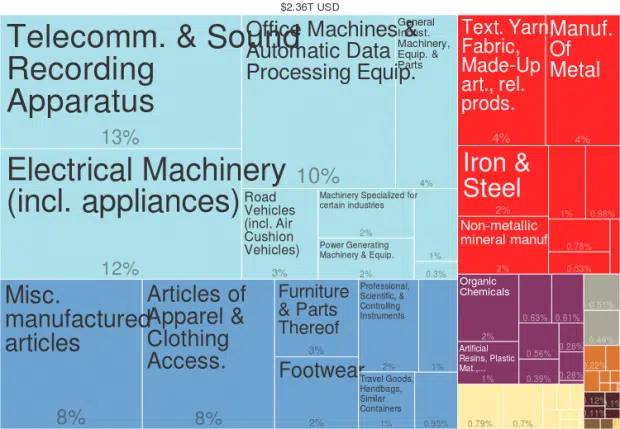 $2.36T USD
Telecomm. & Sound
Recording
Apparatus
13%
Office Machines &
Automatic Data
Processing Equip.
10%
General
Indust.
Machinery,
Equip. &
Parts
4%
Electrical Machinery
(incl. appliances)
12%
Road
Vehicles
(incl. Air
Cushion
Vehicles)
3%
Machinery Specialized for
certain industries
2%
Power Generating
Machinery & Equip.
2%
1%
0.3%
Text. Yarn,
Fabric,
Made-Up
art., rel.
prods.
4%
Manuf.
Of
Metal
4%
Iron &
Steel
2%
1%
0.98%
Non-metallic
mineral manuf
2%
0.78%
0.53%
Misc.
manufactured
articles
8%
Articles of
Apparel &
Clothing
Access.
8%
Furniture
& Parts
Thereof
3%
Footwear
2%
Professional,
Scientific, &
Controlling
Instruments
2%
1%
Travel Goods,
Handbags,
Similar
Containers
1%
0.95%
Organic
Chemicals
2%
0.63%
0.61%
Artificial
Resins, Plastic
Mat.,...
1%
0.56%
0.28%
0.39%
0.26%
0.51%
0.46%
0.22%
0.12%
0.1%
0.11%
0.79%
0.7%